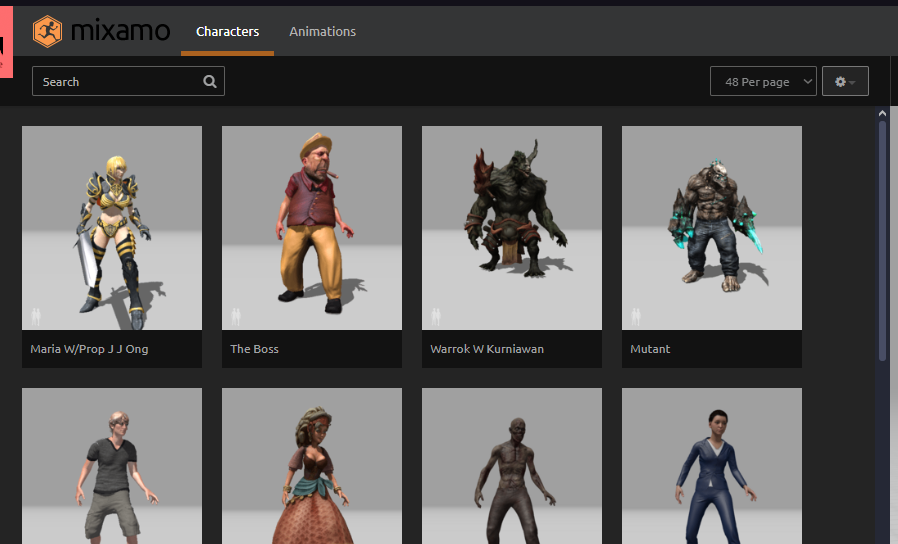 mixamo
Characters
Animations
Search
48 Per page
Maria W/Prop J J Ong
The Boss
Warrok W Kurniawan
Mutant